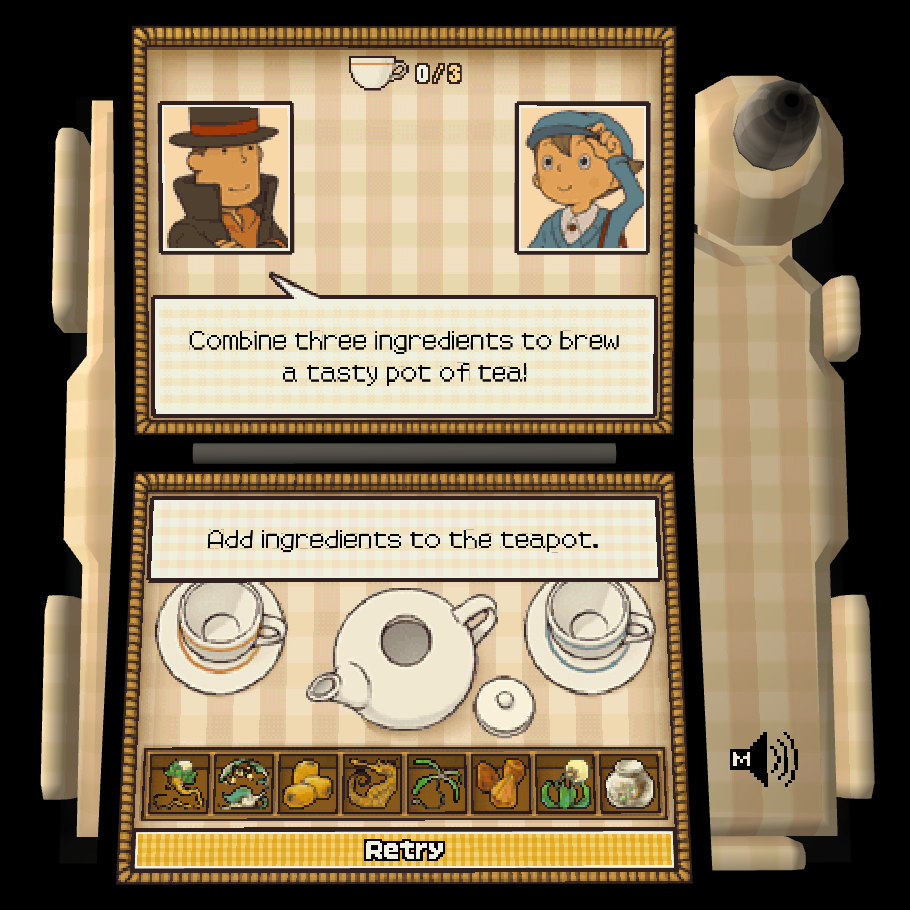 0/3
Combine three ingredients to brew
a tasty pot of tea!
Add ingredients to the teapot.
M
Retry